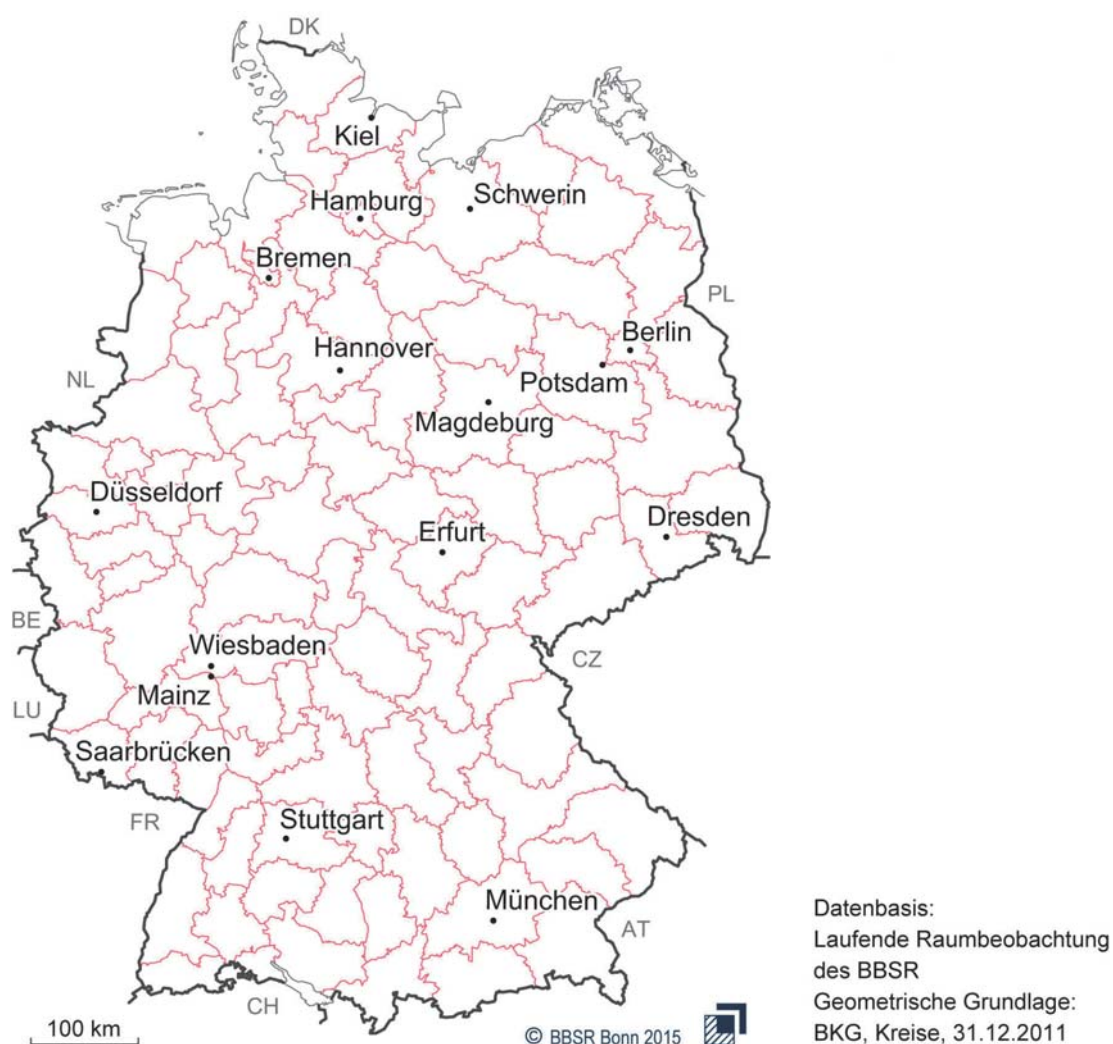 DK
Kiel
Schwerin
Hamburg
Bremen
PL
Berlin
Hannover
NL
Potsdam
Magdeburg
Düsseldorf
Dresden
Erfurt
BE
Wiesbaden
CZ
Mainz
LU
Saarbrücken
FR
Stuttgart
München
AT
CH
100 km
© BBSR Bonn 2015
Datenbasis:
Laufende Raumbeobachtung
des BBSR
Geometrische Grundlage:
BKG, Kreise, 31.12.2011